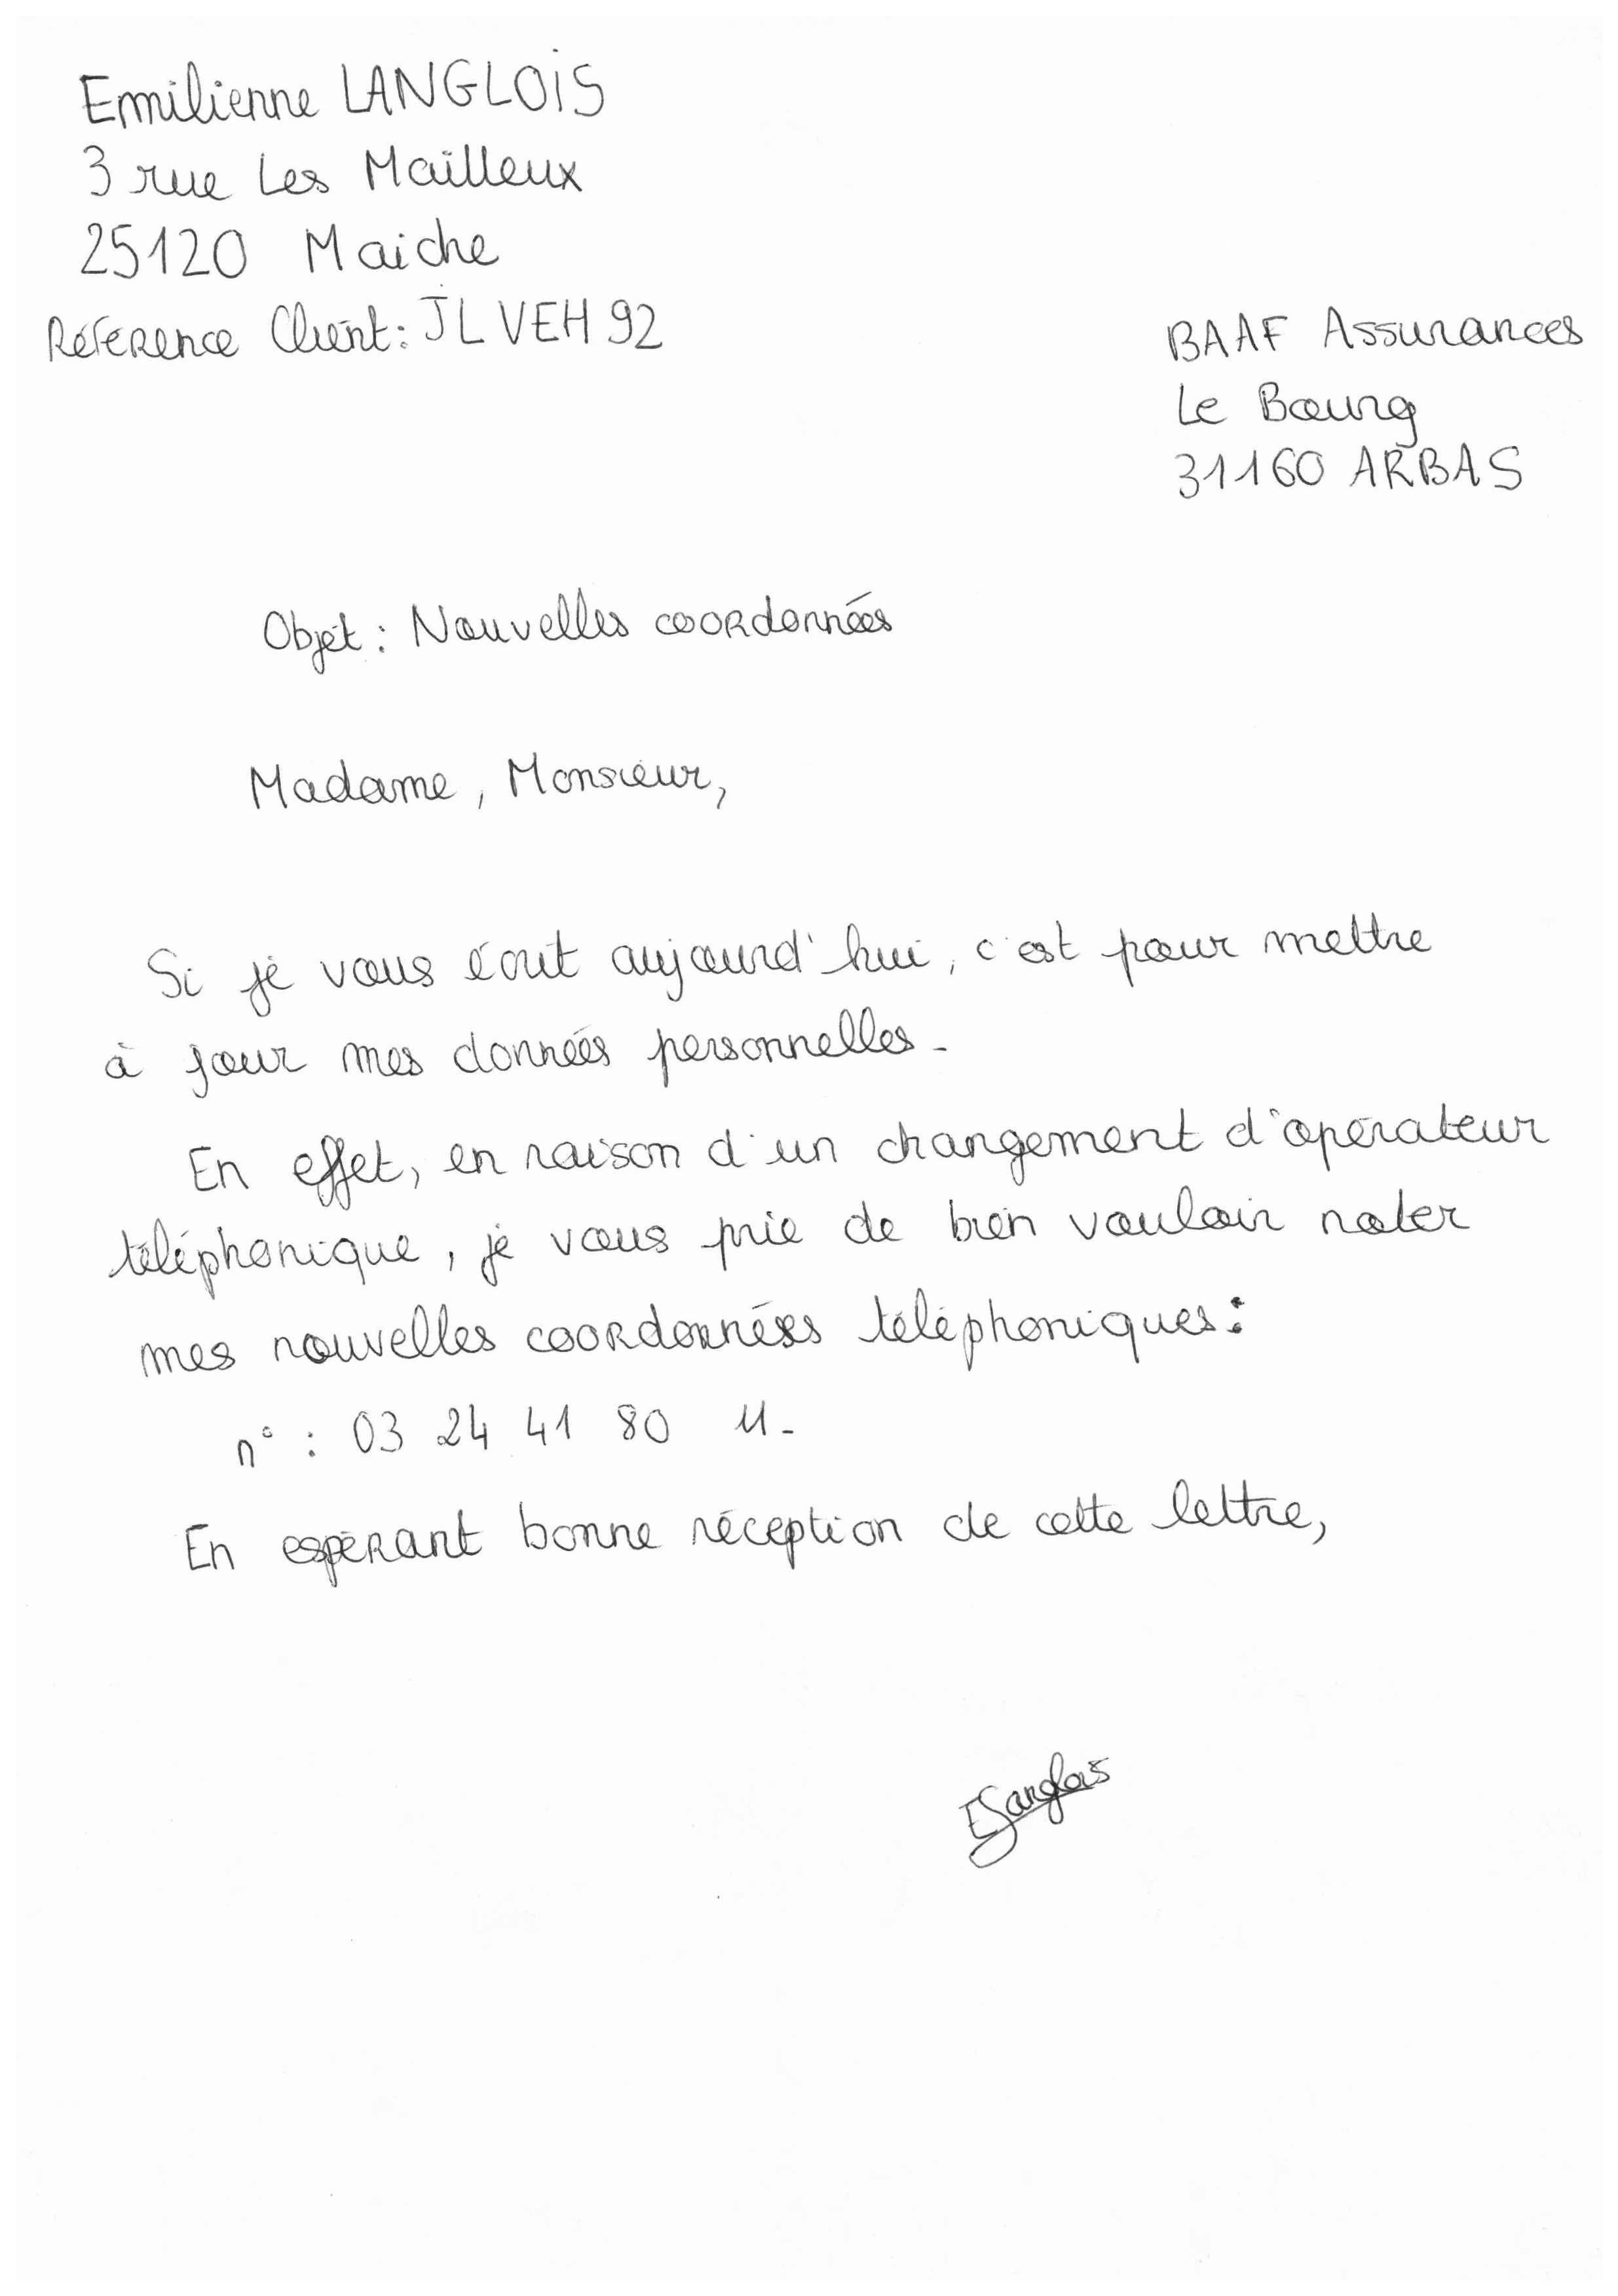 Emilienne LANGLOIS
3 rue Les Mailleux
25120 Maiche
Référence Client : JLVEH92
BAAF Assurances
Le Bourg
31160 ARBAS
Objet : Nouvelles coordonnées
Madame, Monsieur,
Si je vous écrit aujourd'hui, c'est pour mettre
à jour mes données personnelles.
En effet, en raison d'un changement d'opérateur
téléphonique, je vous prie de bien vouloir noter
mes nouvelles coordonnées téléphoniques :
n° : 03 24 41 80 11.
En espérant bonne réception de cette lettre,
ELanglois